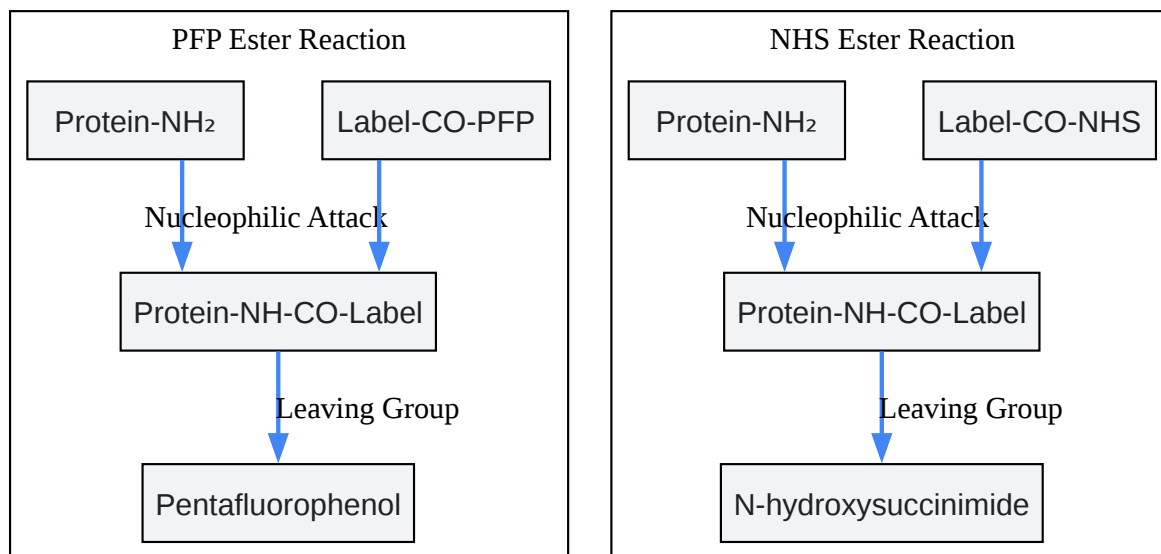 PFP Ester Reaction
Protein-NH₂
Label-CO-PFP
Nucleophilic Attack
Protein-NH-CO-Label
Leaving Group
Pentafluorophenol
NHS Ester Reaction
Protein-NH₂
Label-CO-NHS
Nucleophilic Attack
Protein-NH-CO-Label
Leaving Group
N-hydroxysuccinimide